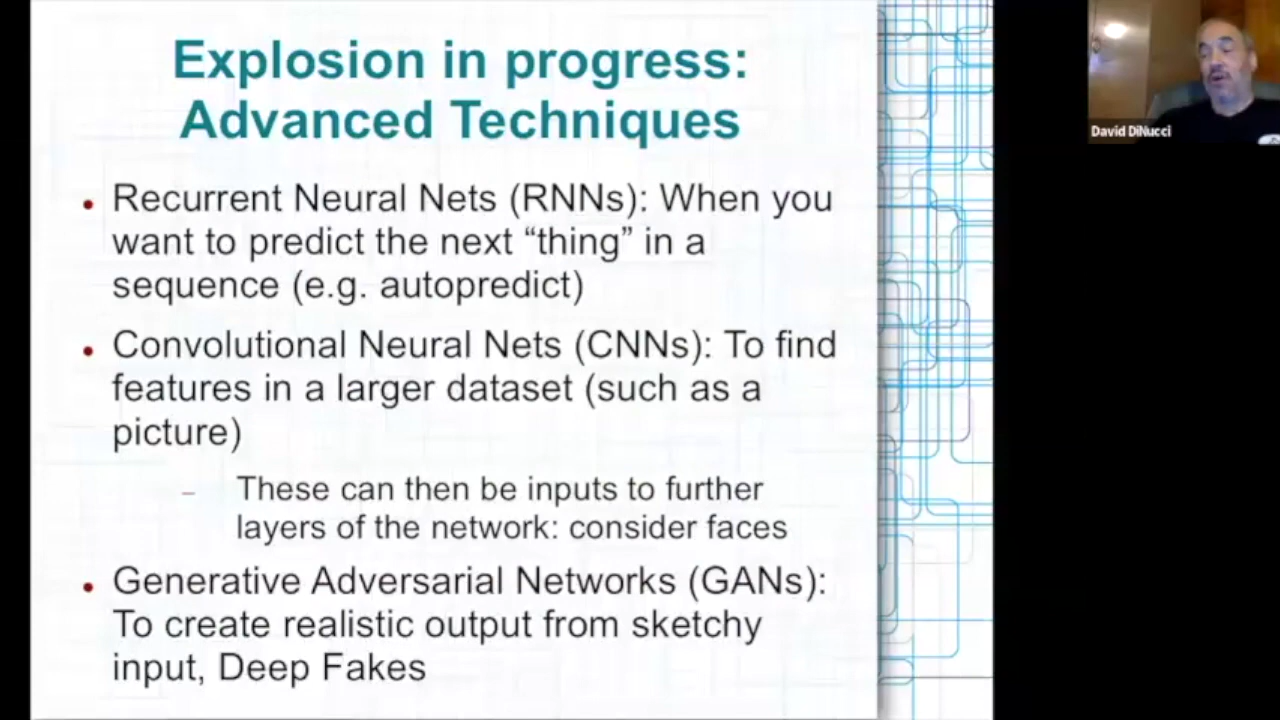 Explosion in progress:
Advanced Techniques
• Recurrent Neural Nets (RNNs): When you
want to predict the next “thing” in a
sequence (e.g. autopredict)
• Convolutional Neural Nets (CNNs): To find
features in a larger dataset (such as a
picture)
– These can then be inputs to further
layers of the network: consider faces
• Generative Adversarial Networks (GANs):
To create realistic output from sketchy
input, Deep Fakes
David DiNucci